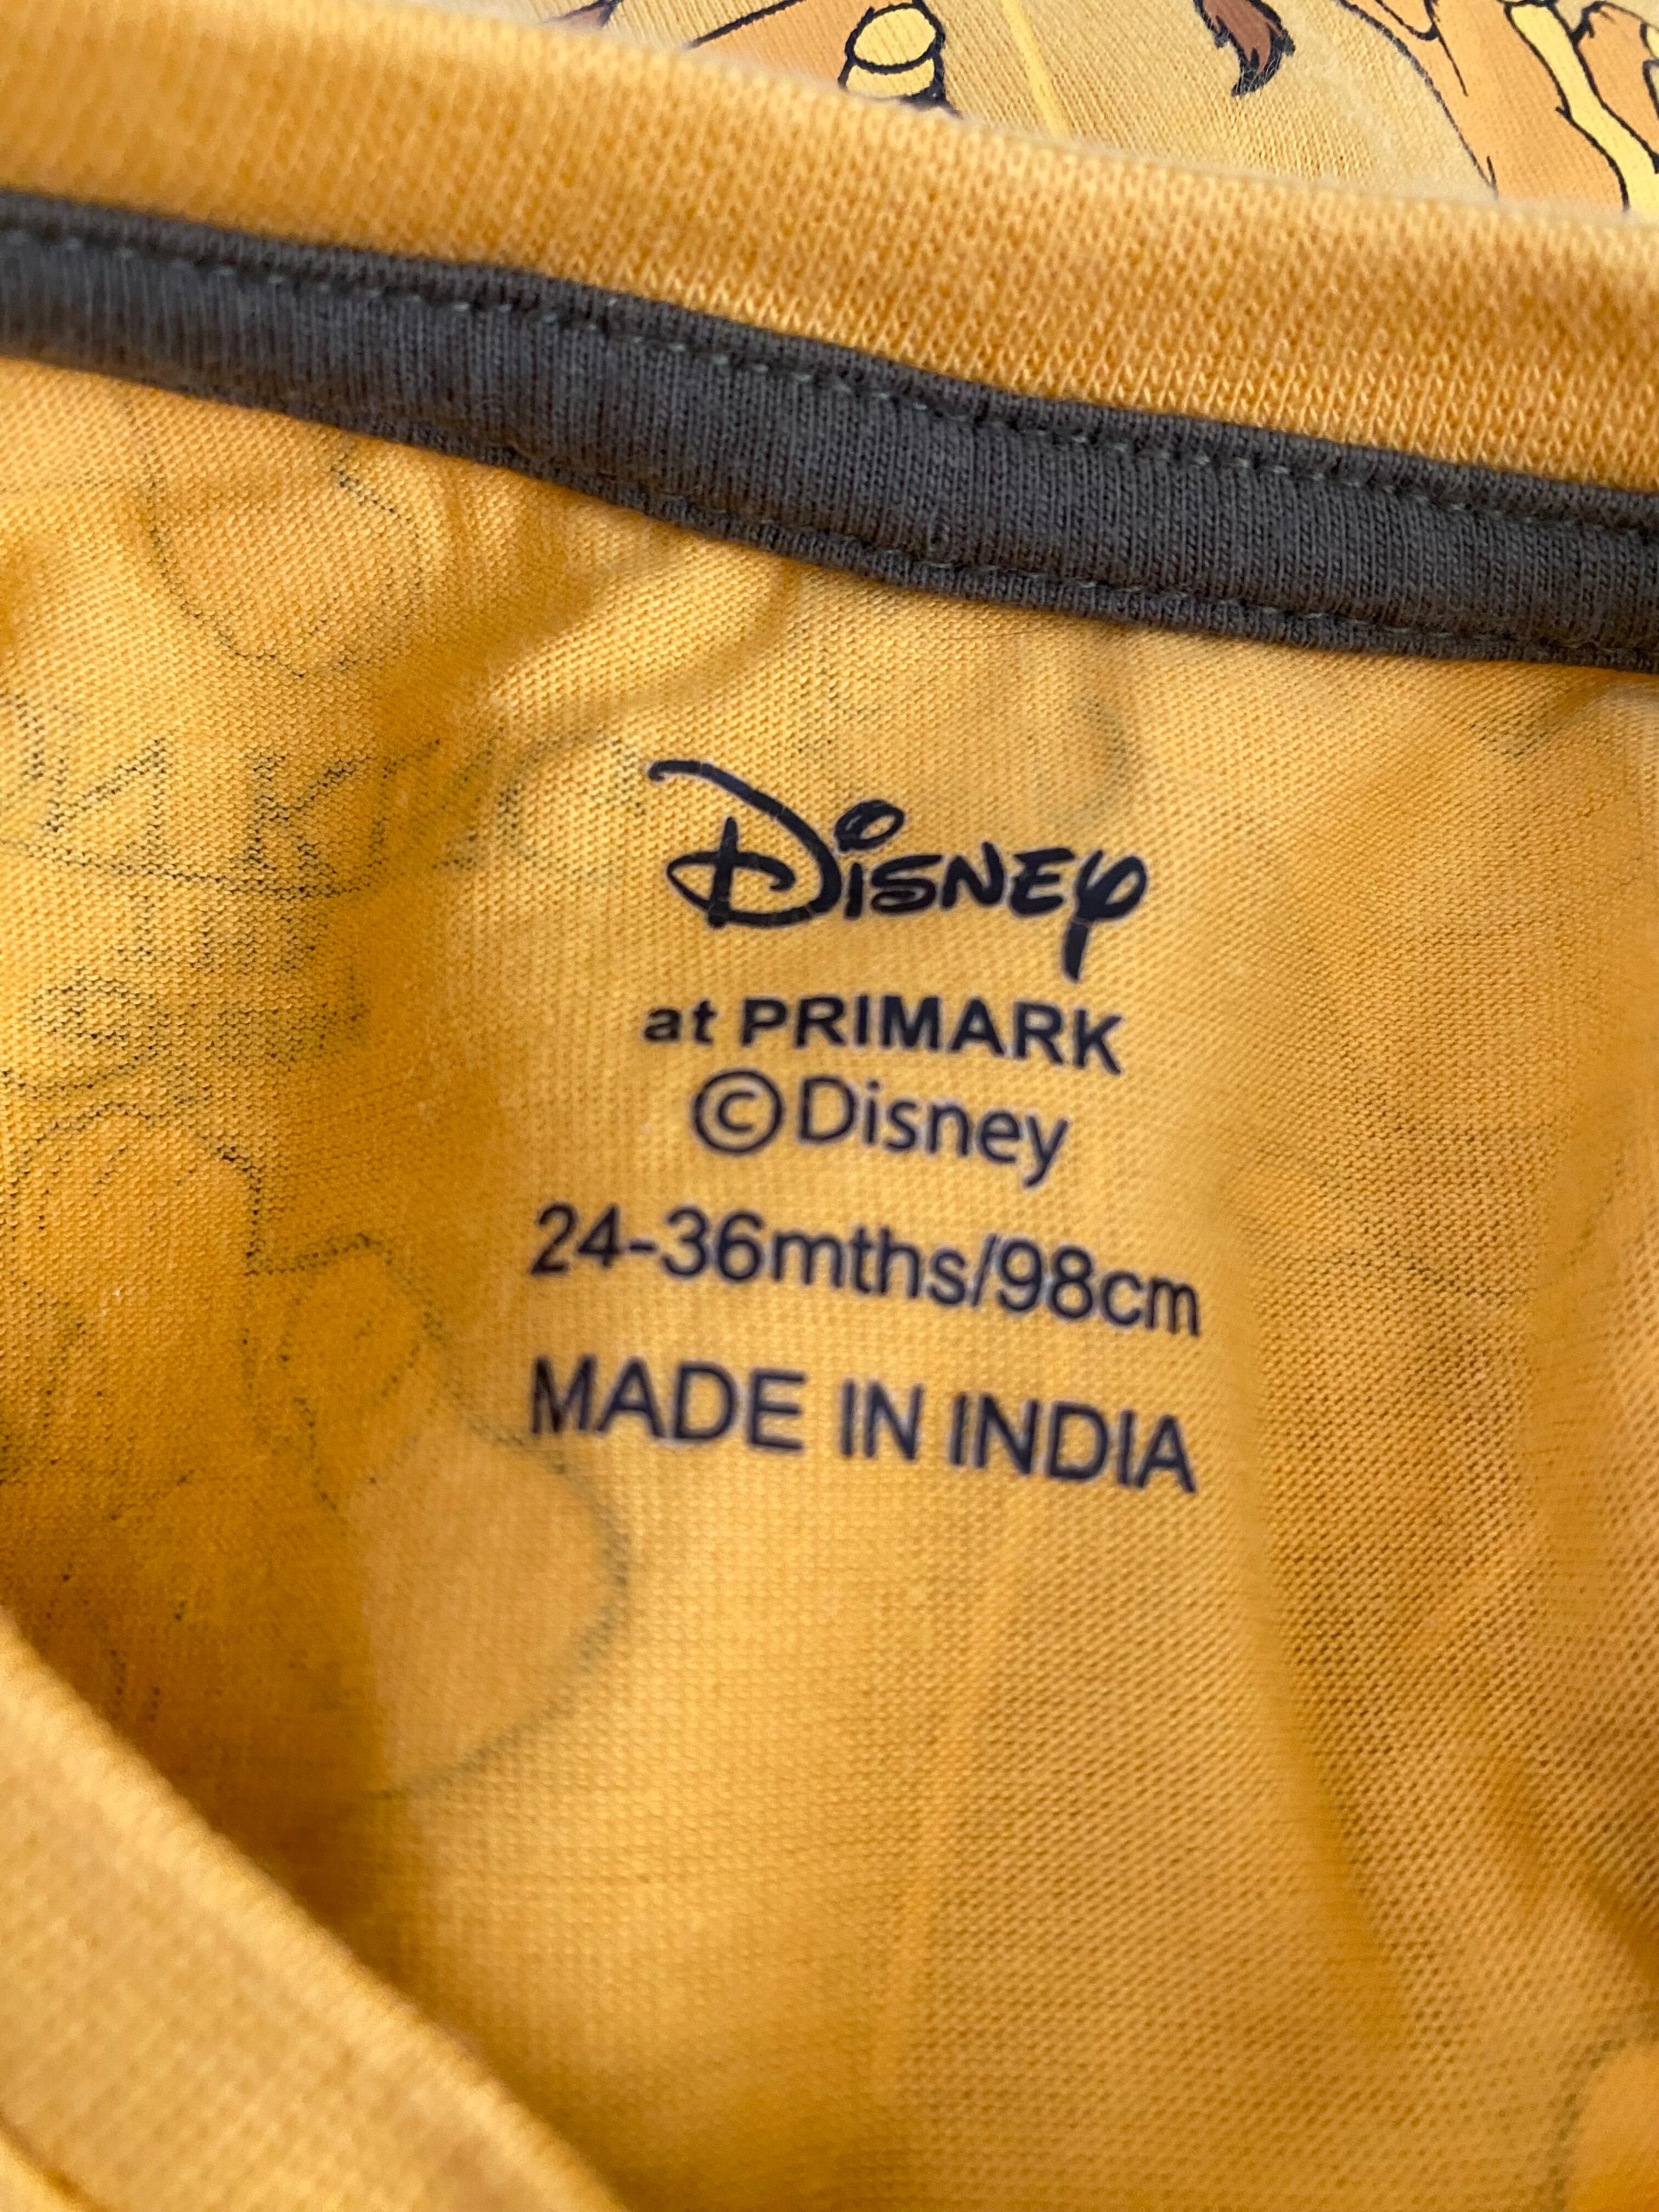 Disney
at PRIMARK
©Disney
24-36mths/98cm
MADE IN INDIA